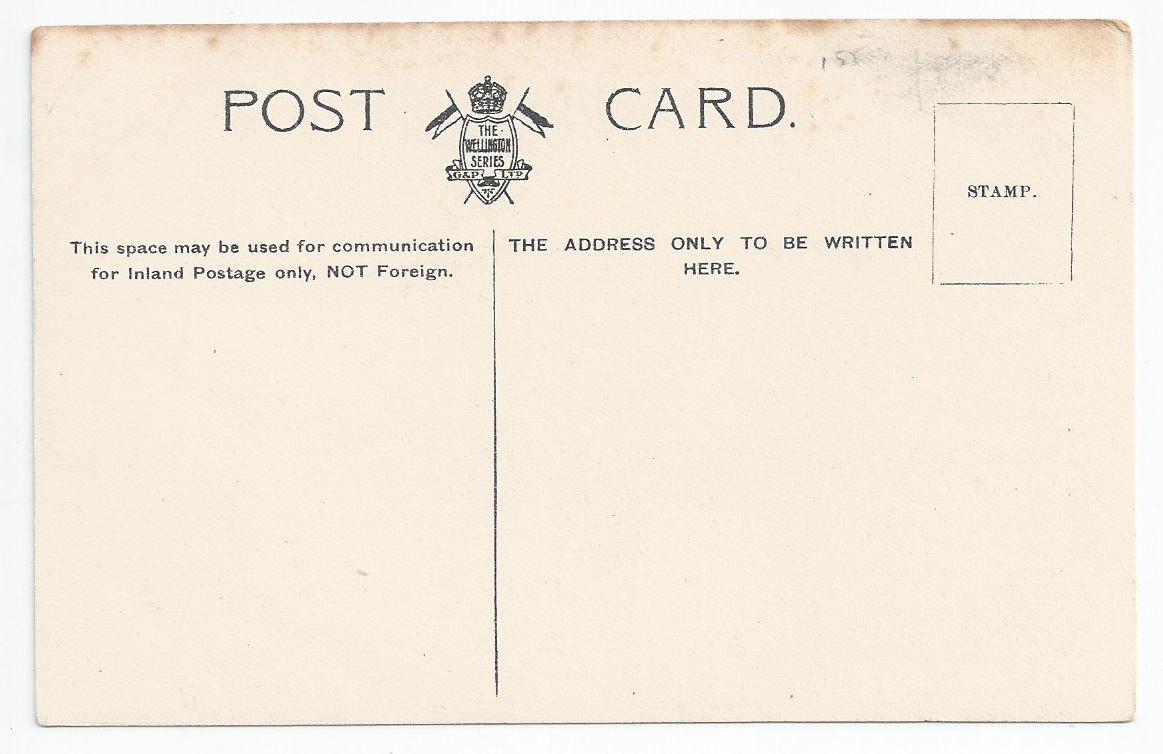 POST CARD.
THE
WELLINGTON
SERIES
G&P LTD
STAMP.
This space may be used for communication
for Inland Postage only, NOT Foreign.
THE ADDRESS ONLY TO BE WRITTEN
HERE.